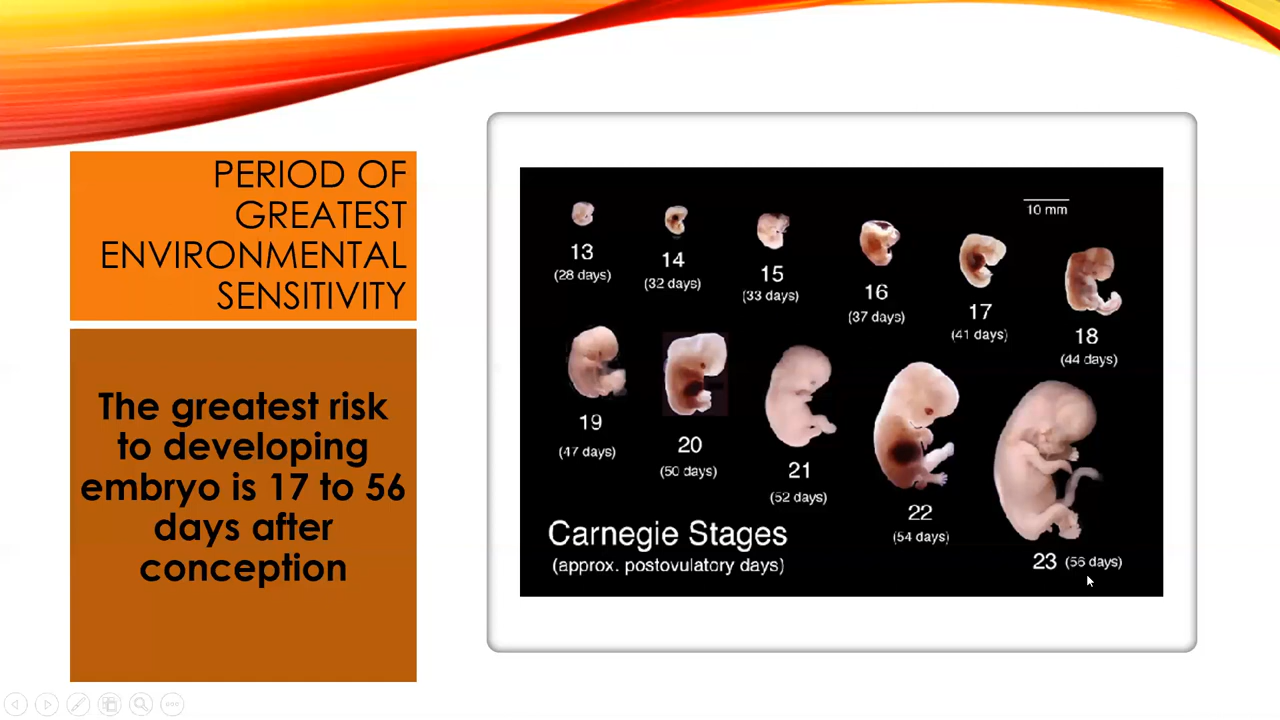 PERIOD OF
GREATEST
ENVIRONMENTAL
SENSITIVITY
The greatest risk
to developing
embryo is 17 to 56
days after
conception
10 mm
13
(28 days)
14
(32 days)
15
(33 days)
16
(37 days)
17
(41 days)
18
(44 days)
19
(47 days)
20
(50 days)
21
(52 days)
22
(54 days)
23 (56 days)
Carnegie Stages
(approx. postovulatory days)